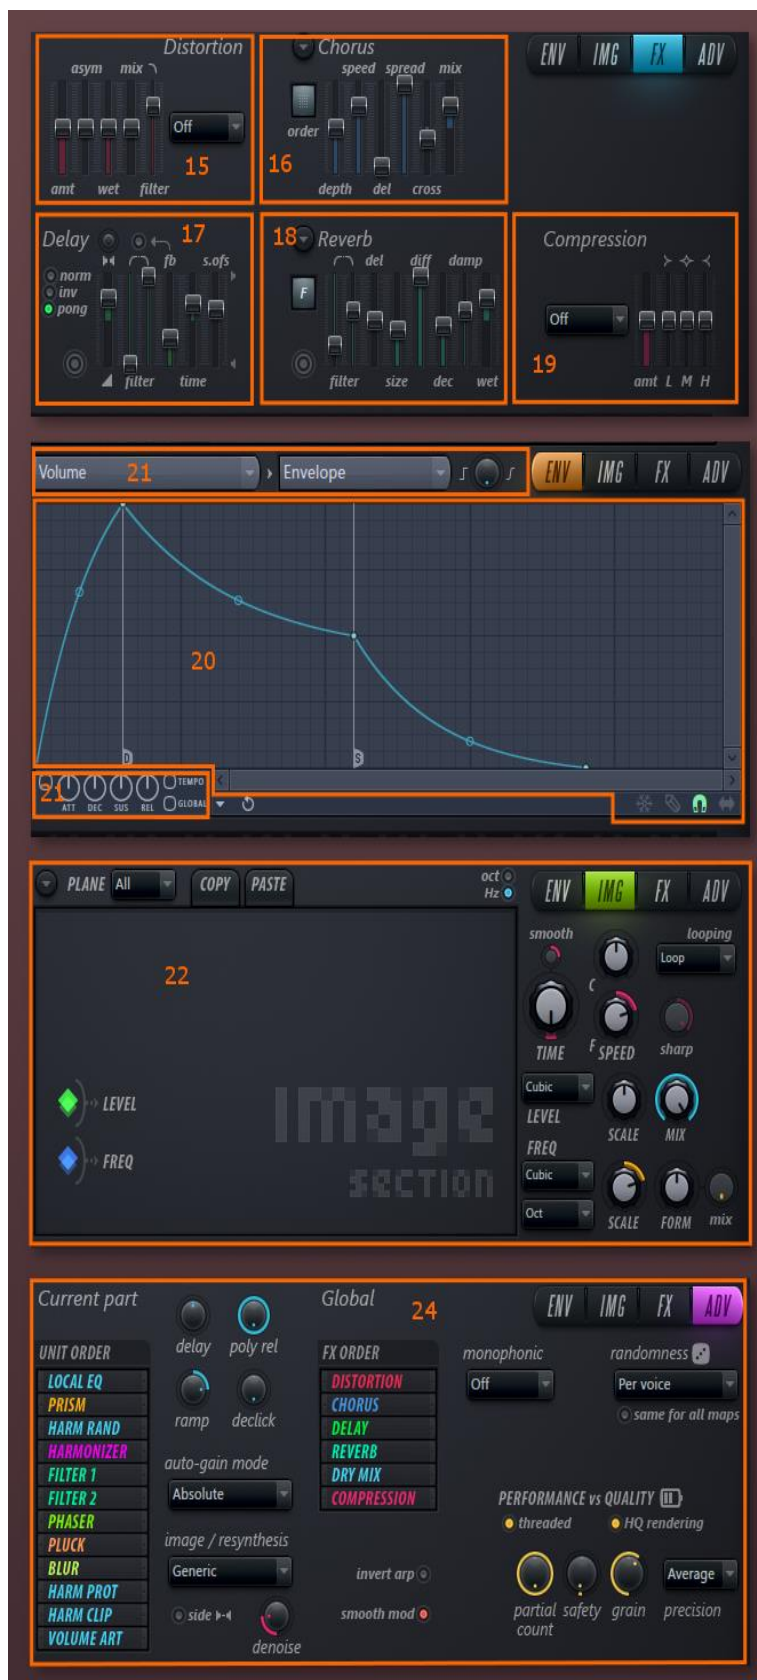 Distortion
asym mix
Off
15
amt wet filter
Chorus
speed spread mix
order
16
depth del cross
ENV IMG FX ADV
Delay
17
fb s.ofs
norm
inv
pong
filter time
18 Reverb
del diff damp
F
filter size dec wet
Compression
Off
19
amt L M H
Volume 21 Envelope
ENV IMG FX ADV
20
D S
21
TEMPO
ATT DEC SUS REL GLOBAL
PLANE All COPY PASTE
oct
Hz
ENV IMG FX ADV
22
LEVEL
FREQ
Image
section
smooth looping
Loop
C
F
TIME SPEED sharp
Cubic
LEVEL
SCALE MIX
FREQ
Cubic
Oct
SCALE FORM mix
Current part
Global
24
ENV IMG FX ADV
UNIT ORDER
LOCAL EQ
PRISM
HARM RAND
HARMONIZER
FILTER 1
FILTER 2
PHASER
PLUCK
BLUR
HARM PROT
HARM CLIP
VOLUME ART
delay poly rel
ramp declick
auto-gain mode
Absolute
image / resynthesis
Generic
side
denoise
FX ORDER
DISTORTION
CHORUS
DELAY
REVERB
DRY MIX
COMPRESSION
invert arp
smooth mod
monophonic
Off
randomness
Per voice
same for all maps
PERFORMANCE vs QUALITY
threaded HQ rendering
Average
partial count safety grain precision